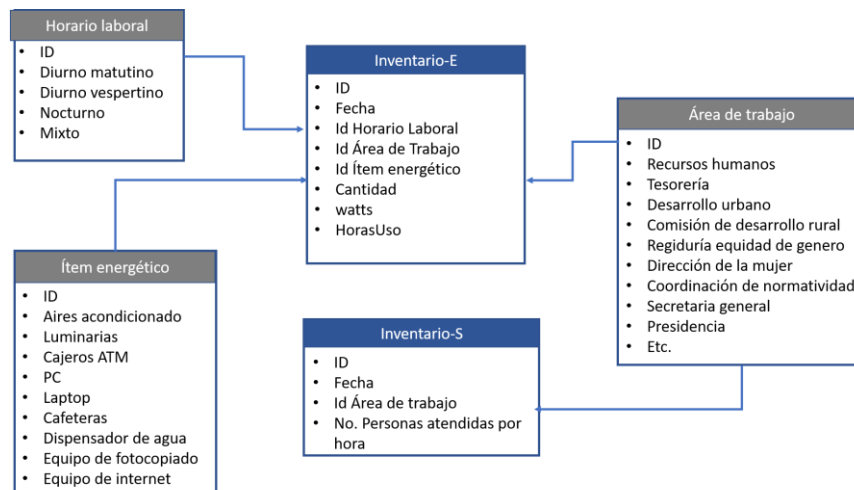 Horario laboral
• ID
• Diurno matutino
• Diurno vespertino
• Nocturno
• Mixto
Inventario-E
• ID
• Fecha
• Id Horario Laboral
• Id Área de Trabajo
• Id Ítem energético
• Cantidad
• watts
• HorasUso
Área de trabajo
• ID
• Recursos humanos
• Tesorería
• Desarrollo urbano
• Comisión de desarrollo rural
• Regiduría equidad de genero
• Dirección de la mujer
• Coordinación de normatividad
• Secretaria general
• Presidencia
• Etc.
Ítem energético
• ID
• Aires acondicionado
• Luminarias
• Cajeros ATM
• PC
• Laptop
• Cafeteras
• Dispensador de agua
• Equipo de fotocopiado
• Equipo de internet
Inventario-S
• ID
• Fecha
• Id Área de trabajo
• No. Personas atendidas por
hora